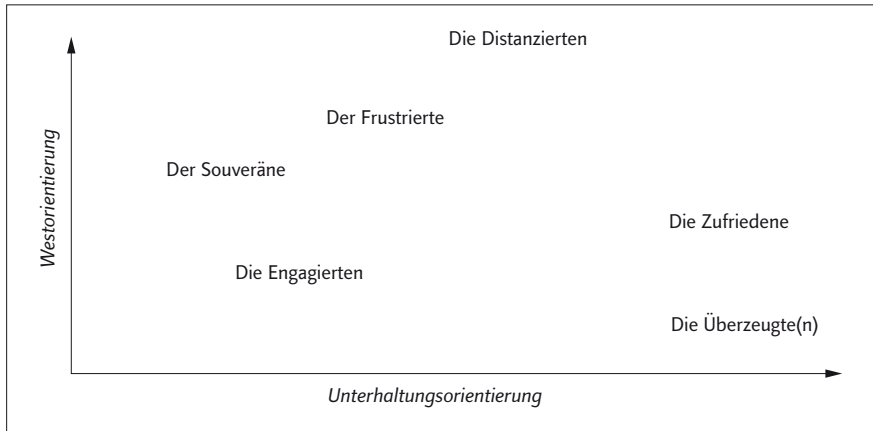 Die Distanzierten
Der Frustrierte
Der Souveräne
Westorientierung
Die Zufriedene
Die Engagierten
Die Überzeugte(n)
Unterhaltungsorientierung